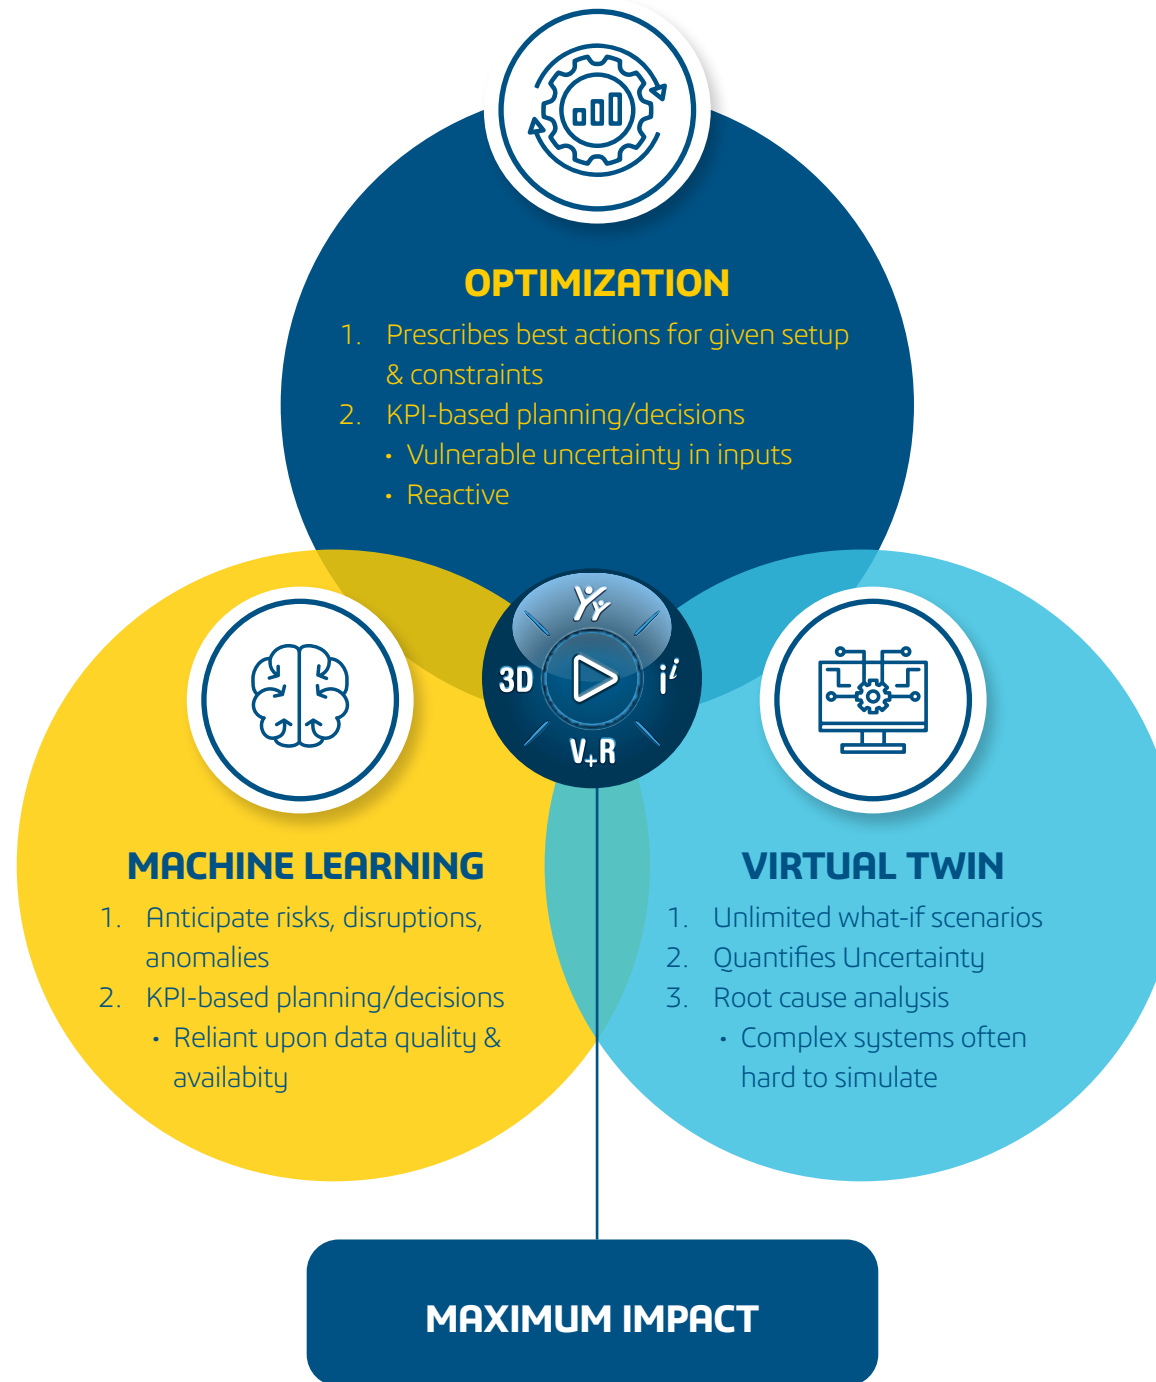 OPTIMIZATION
1. Prescribes best actions for given setup
& constraints
2. KPI-based planning/decisions
• Vulnerable uncertainty in inputs
• Reactive
3D
i
V+R
MACHINE LEARNING
1. Anticipate risks, disruptions,
anomalies
2. KPI-based planning/decisions
• Reliant upon data quality &
availabity
VIRTUAL TWIN
1. Unlimited what-if scenarios
2. Quantifies Uncertainty
3. Root cause analysis
• Complex systems often
hard to simulate
MAXIMUM IMPACT